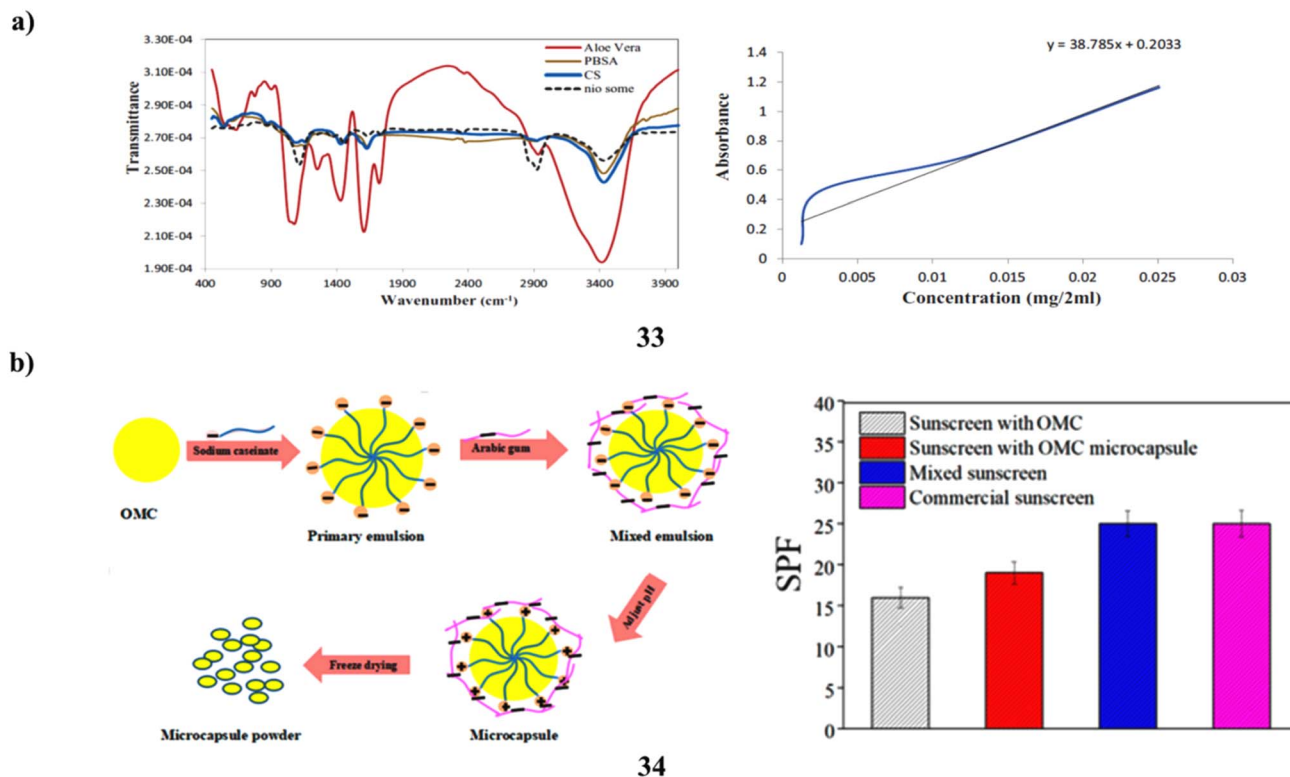 a)
3.30E-04
3.10E-04
2.90E-04
2.70E-04
2.50E-04
2.30E-04
2.10E-04
1.90E-04
Transmittance
Aloe Vera
PBSA
CS
nio some
400 900 1400 1900 2400 2900 3400 3900
Wavenumber (cm⁻¹)
y = 38.785x + 0.2033
1.4
1.2
1
0.8
0.6
0.4
0.2
0
Absorbance
0 0.005 0.01 0.015 0.02 0.025 0.03
Concentration (mg/2ml)
33
b)
OMC
Sodium caseinate
Primary emulsion
Arabic gum
Mixed emulsion
Adjust pH
Microcapsule
Freeze drying
Microcapsule powder
40
35
30
25
20
15
10
5
0
SPF
Sunscreen with OMC
Sunscreen with OMC microcapsule
Mixed sunscreen
Commercial sunscreen
34